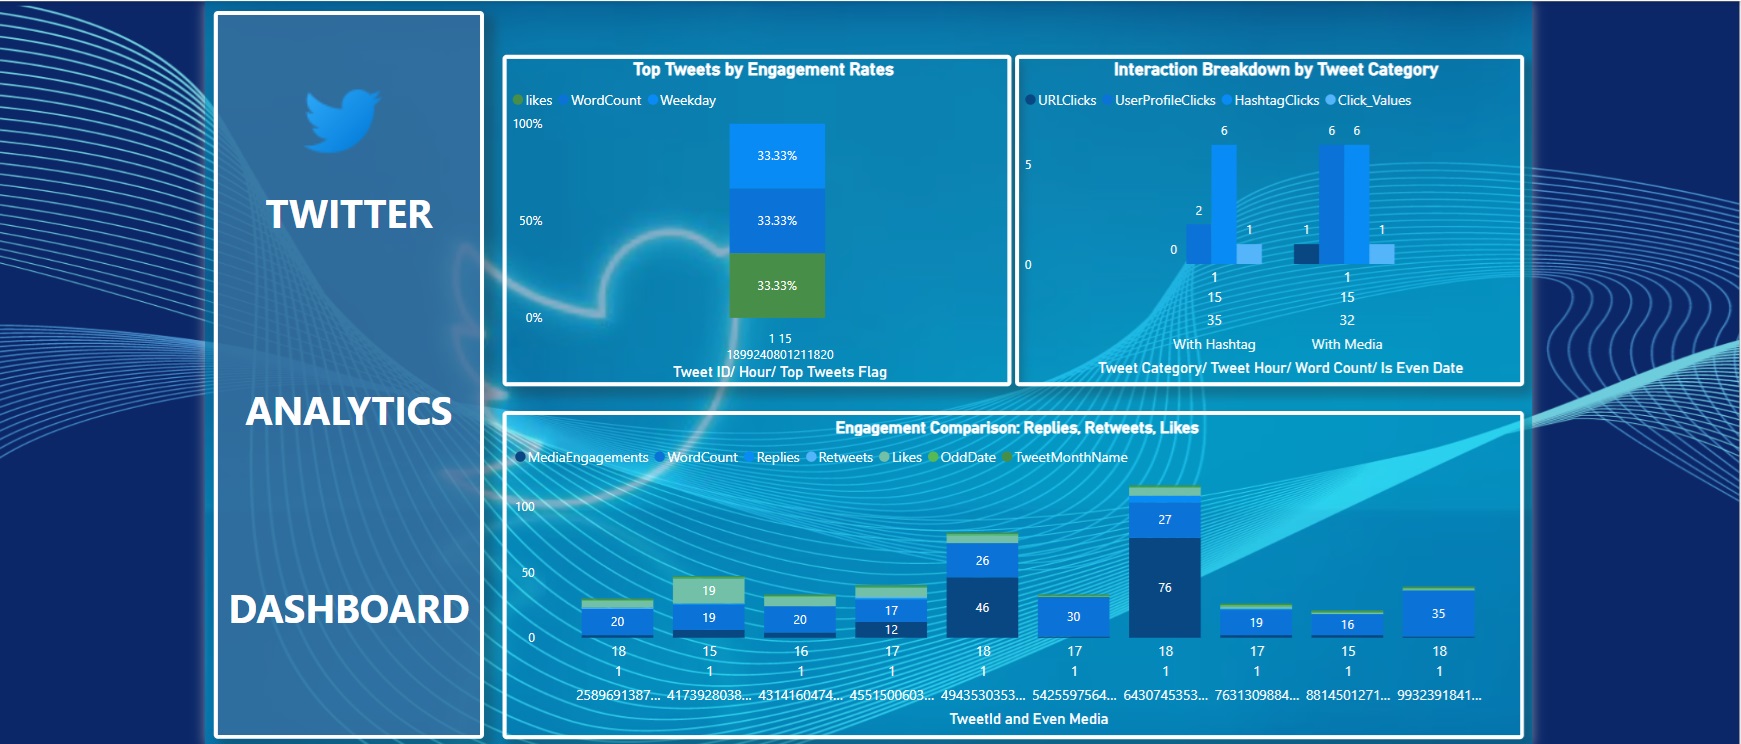 TWITTER
ANALYTICS
DASHBOARD
Top Tweets by Engagement Rates
likes WordCount Weekday
100%
50%
0%
33.33%
33.33%
33.33%
1 15
1899240801211820
Tweet ID/ Hour/ Top Tweets Flag
Interaction Breakdown by Tweet Category
URLClicks UserProfileClicks HashtagClicks Click_Values
5
0
0 2 6 1
1 6 6 1
1 1
15 15
35 32
With Hashtag With Media
Tweet Category/ Tweet Hour/ Word Count/ Is Even Date
Engagement Comparison: Replies, Retweets, Likes
MediaEngagements WordCount Replies Retweets Likes OddDate TweetMonthName
100
50
0
20
19
19
20
17
12
26
46
30
27
76
19
16
35
18 15 16 17 18 17 18 17 15 18
1 1 1 1 1 1 1 1 1 1
2589691387... 4173928038... 4314160474... 4551500603... 4943530353... 5425597564... 6430745353... 7631309884... 8814501271... 9932391841...
TweetId and Even Media